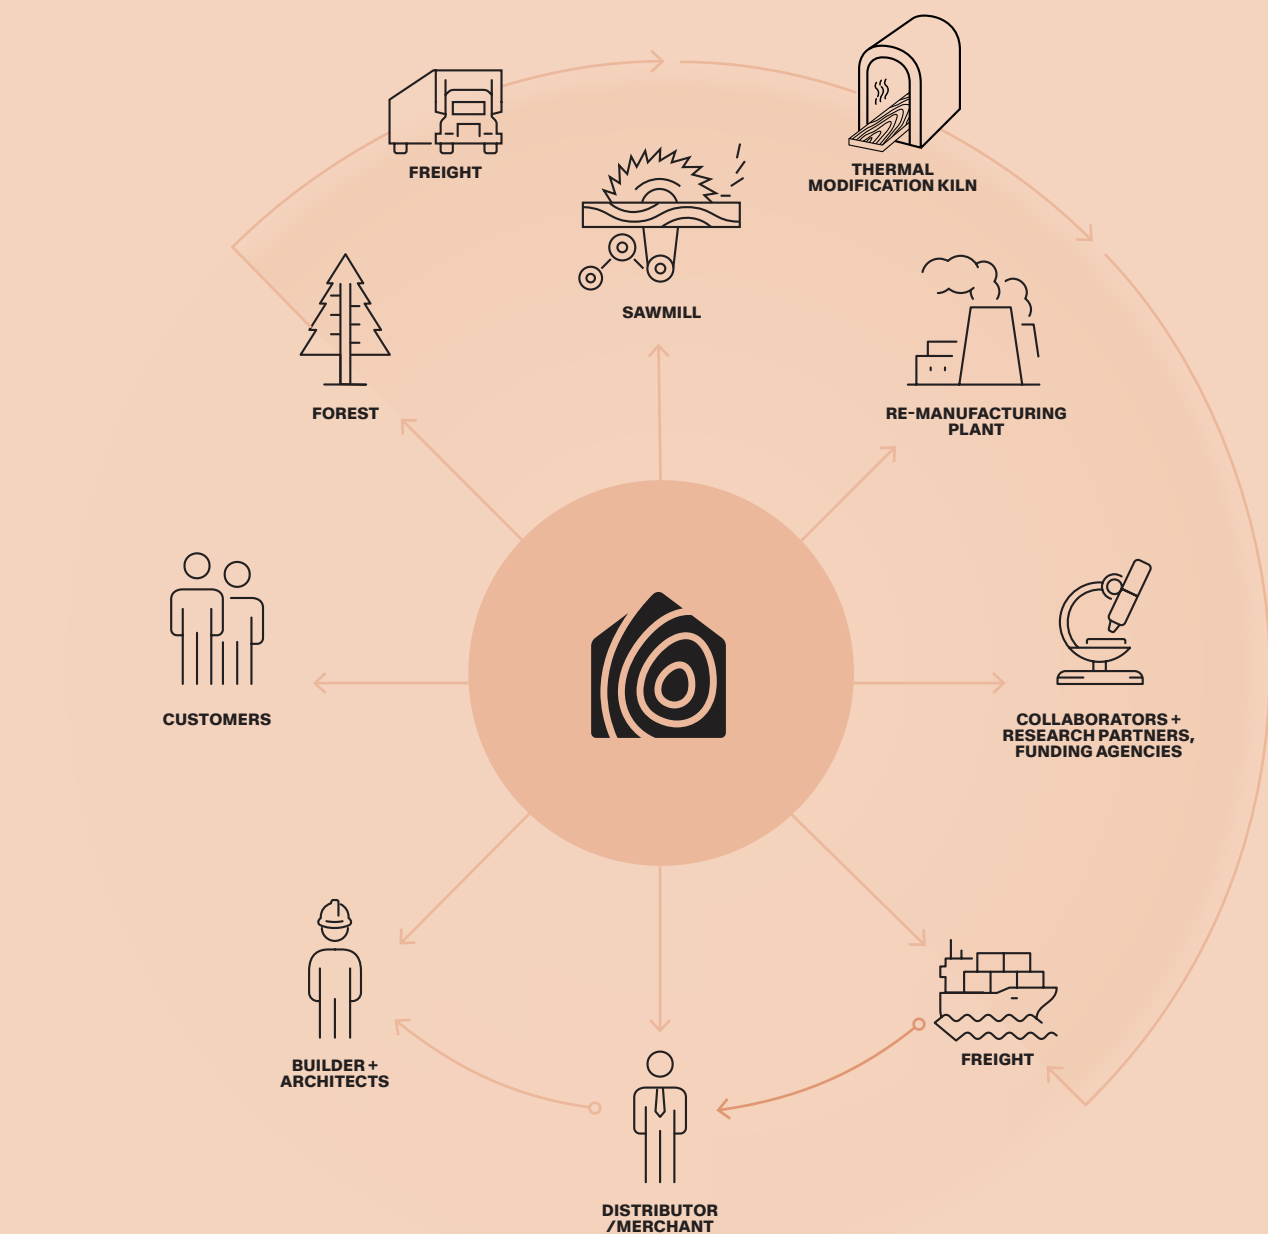 FREIGHT
THERMAL
MODIFICATION KILN
SAWMILL
FOREST
RE-MANUFACTURING
PLANT
CUSTOMERS
COLLABORATORS +
RESEARCH PARTNERS,
FUNDING AGENCIES
BUILDER +
ARCHITECTS
FREIGHT
DISTRIBUTOR
/MERCHANT